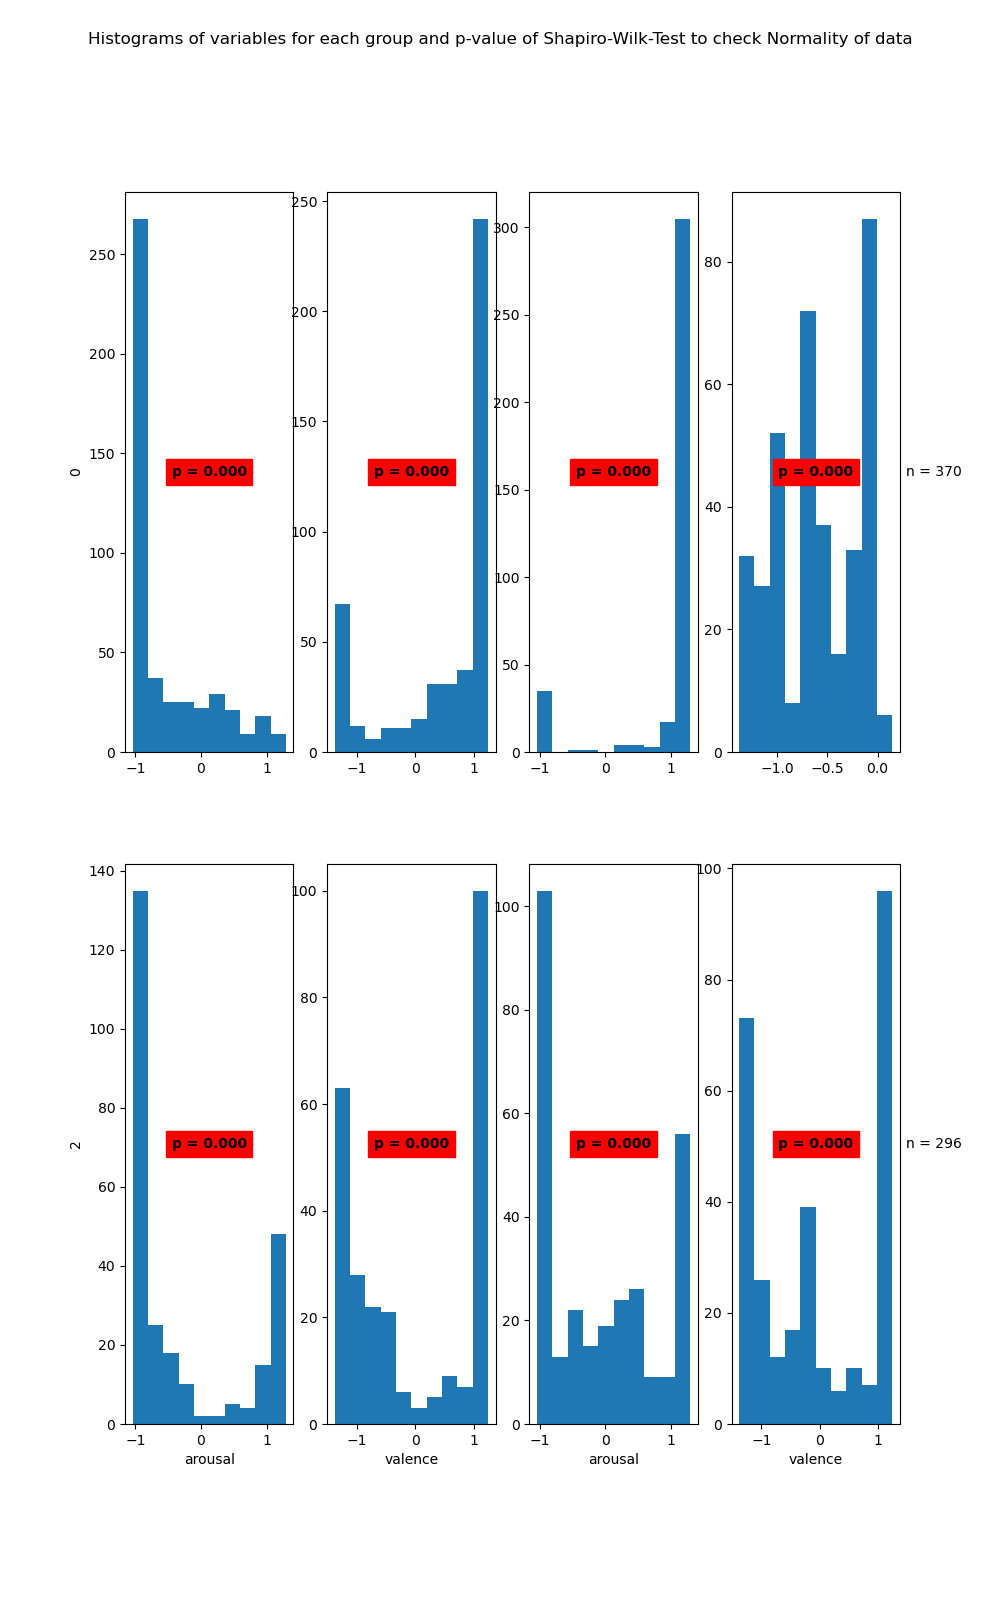 Histograms of variables for each group and p-value of Shapiro-Wilk-Test to check Normality of data
0
250
200
150
100
50
0
p = 0.000
−1 0 1
250
200
150
100
50
0
p = 0.000
−1 0 1
300
250
200
150
100
50
0
p = 0.000
−1 0 1
80
60
40
20
0
p = 0.000
−1.0 −0.5 0.0
n = 370
2
140
120
100
80
60
40
20
0
p = 0.000
−1 0 1
arousal
100
80
60
40
20
0
p = 0.000
−1 0 1
valence
100
80
60
40
20
0
p = 0.000
−1 0 1
arousal
100
80
60
40
20
0
p = 0.000
−1 0 1
valence
n = 296